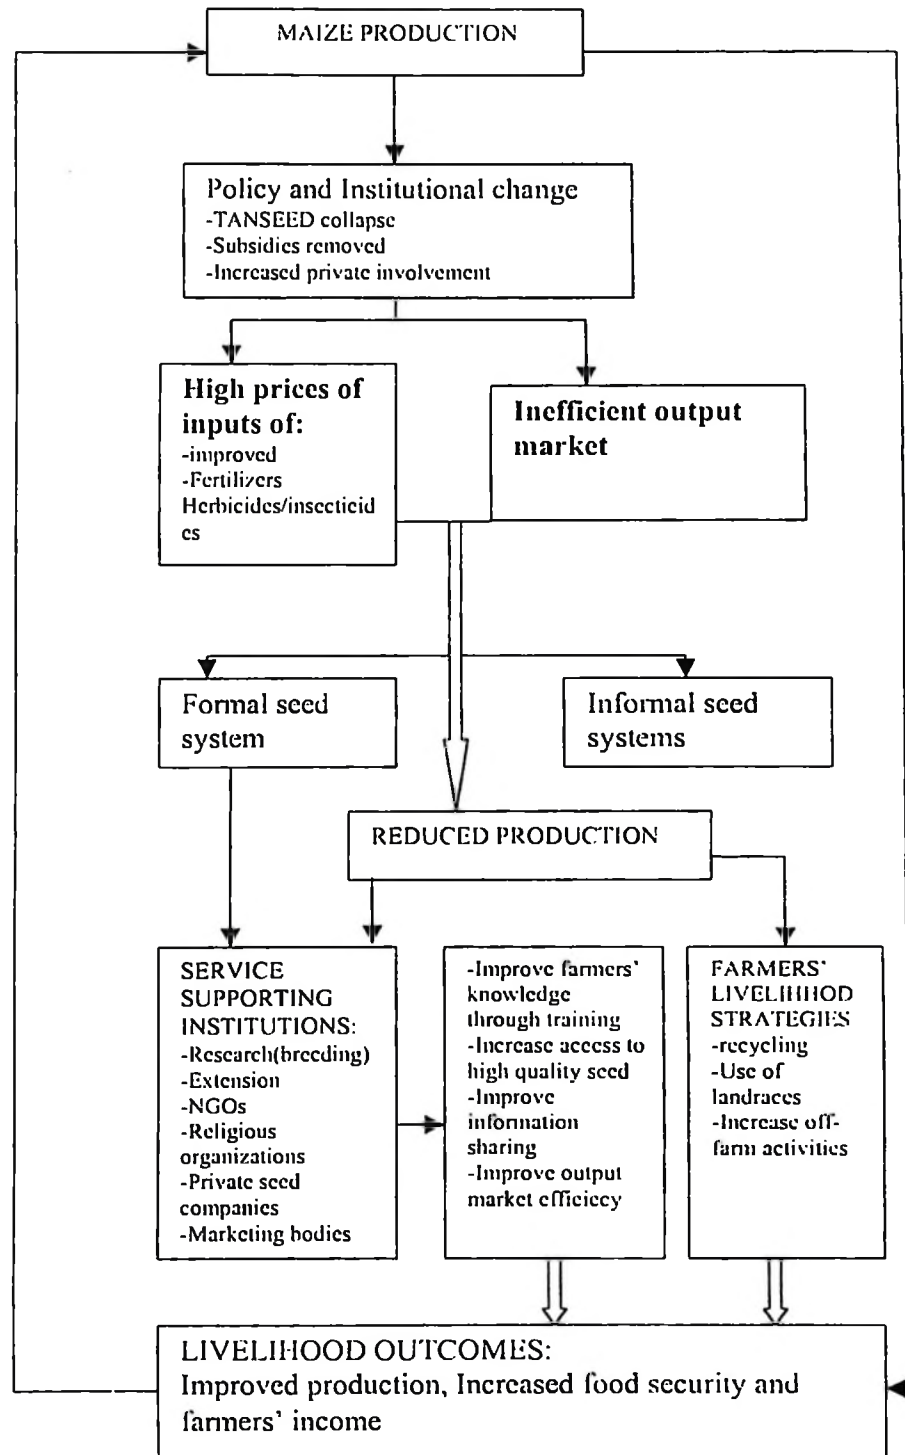 MAIZE PRODUCTION
Policy and Institutional change
-TANSEED collapse
-Subsidies removed
-Increased private involvement
High prices of
inputs of:
-improved
-Fertilizers
Herbicides/insecticid
es
Inefficient output
market
Formal seed
system
Informal seed
systems
REDUCED PRODUCTION
SERVICE
SUPPORTING
INSTITUTIONS:
-Research(breeding)
-Extension
-NGOs
-Religious
organizations
-Private seed
companies
-Marketing bodies
-Improve farmers'
knowledge
through training
-Increase access to
high quality seed
-Improve
information
sharing
-Improve output
market efficiecy
FARMERS'
LIVELIHHOD
STRATEGIES
-recycling
-Use of
landraces
-Increase off-
farm activities
LIVELIHOOD OUTCOMES:
Improved production, Increased food security and
farmers' income